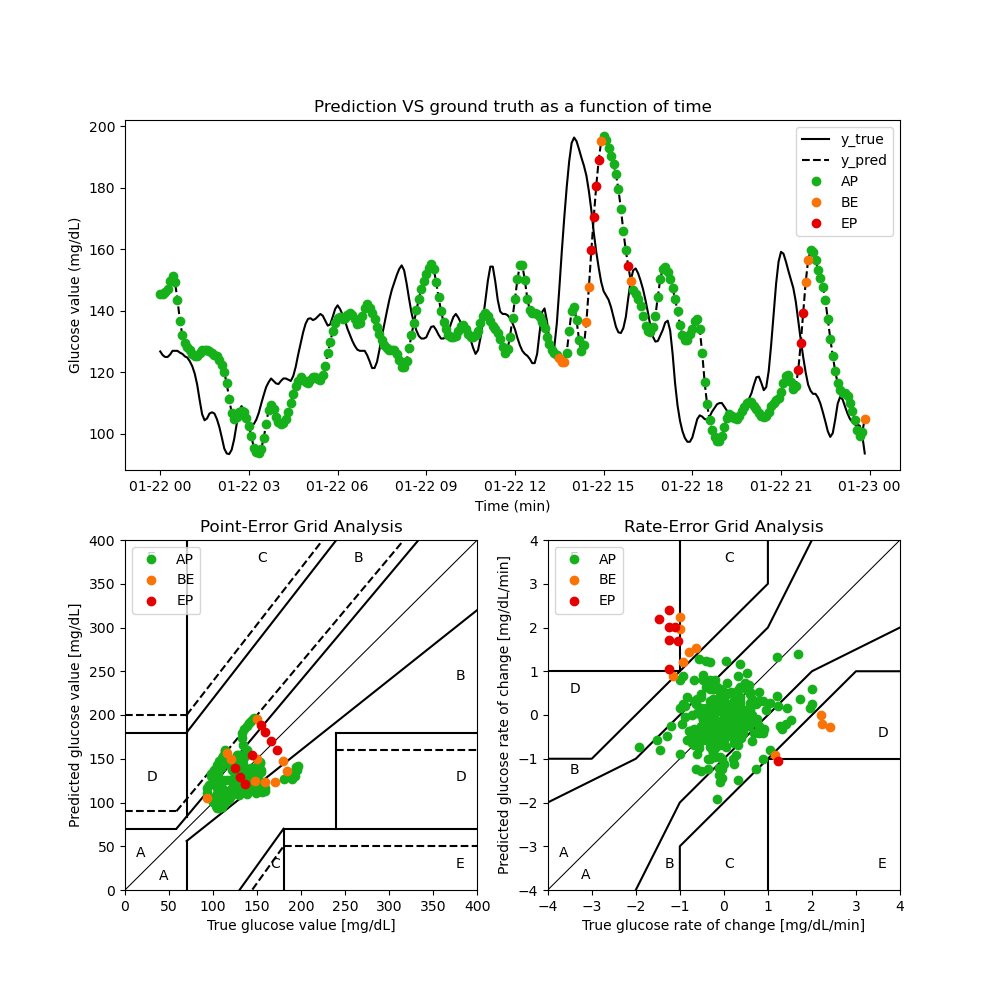 Prediction VS ground truth as a function of time
Glucose value (mg/dL)
200
180
160
140
120
100
y_true
y_pred
AP
BE
EP
01-22 00 01-22 03 01-22 06 01-22 09 01-22 12 01-22 15 01-22 18 01-22 21 01-23 00
Time (min)
Point-Error Grid Analysis
Predicted glucose value [mg/dL]
400
350
300
250
200
150
100
50
0
AP
BE
EP
C
B
B
D
D
A
A
C
E
0 50 100 150 200 250 300 350 400
True glucose value [mg/dL]
Rate-Error Grid Analysis
Predicted glucose rate of change [mg/dL/min]
4
3
2
1
0
−1
−2
−3
−4
AP
BE
EP
C
D
D
B
A
A
B
C
E
−4 −3 −2 −1 0 1 2 3 4
True glucose rate of change [mg/dL/min]